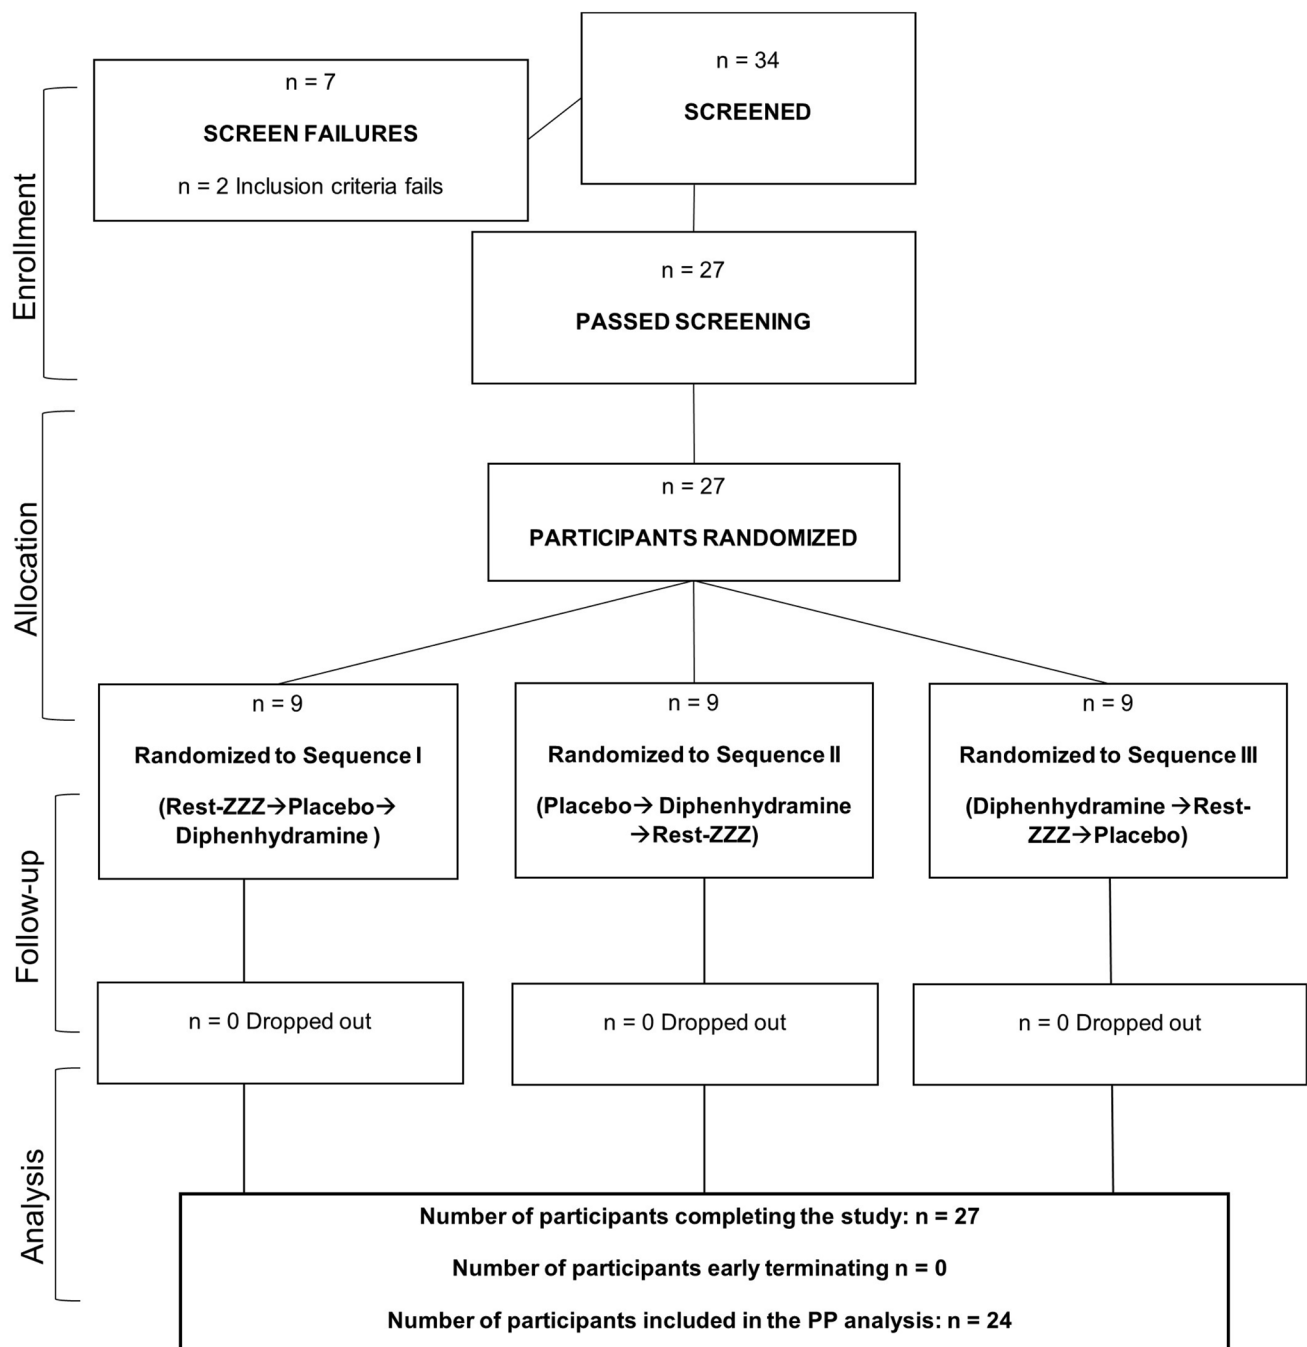 n = 34
SCREENED
n = 7
SCREEN FAILURES
n = 2 Inclusion criteria fails
Enrollment
n = 27
PASSED SCREENING
Allocation
n = 27
PARTICIPANTS RANDOMIZED
n = 9
Randomized to Sequence I
(Rest-ZZZ→Placebo→
Diphenhydramine )
n = 9
Randomized to Sequence II
(Placebo→ Diphenhydramine
→Rest-ZZZ)
n = 9
Randomized to Sequence III
(Diphenhydramine →Rest-
ZZZ→Placebo)
Follow-up
n = 0 Dropped out
n = 0 Dropped out
n = 0 Dropped out
Analysis
Number of participants completing the study: n = 27
Number of participants early terminating n = 0
Number of participants included in the PP analysis: n = 24